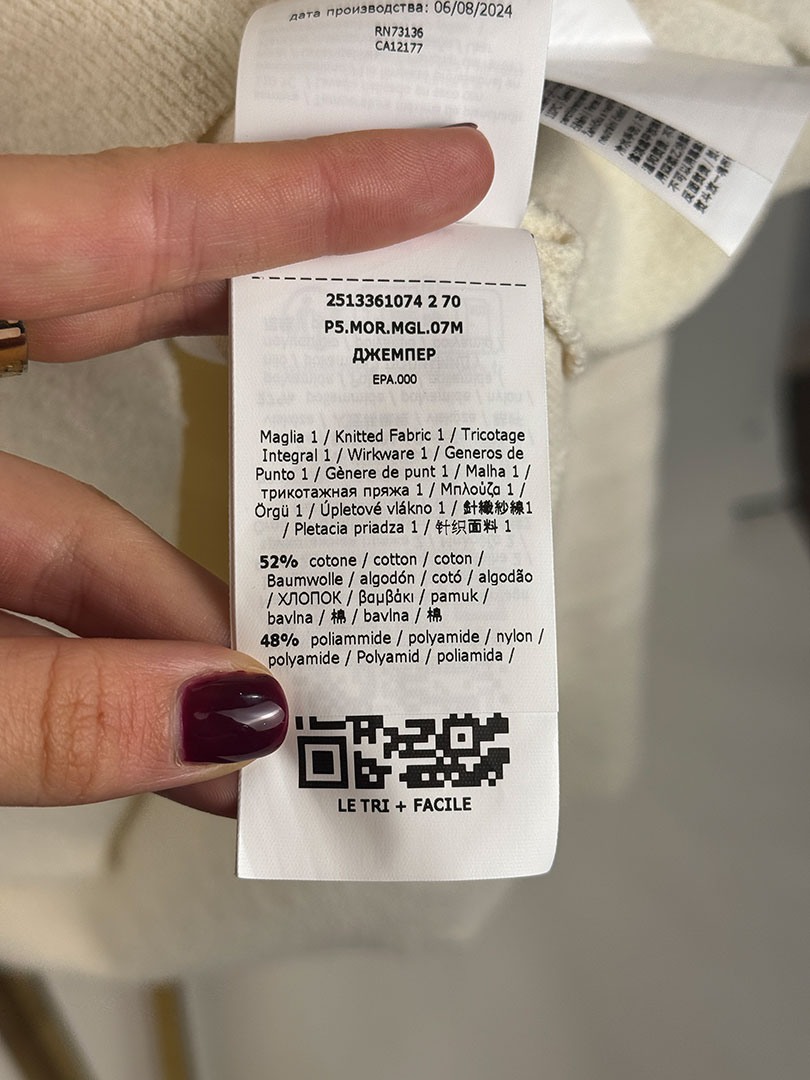 дата производства: 06/08/2024
RN73136
CA12177
2513361074 2 70
P5.MOR.MGL.07M
ДЖЕМПЕР
EPA.000
Maglia 1 / Knitted Fabric 1 / Tricotage
Integral 1 / Wirkware 1 / Generos de
Punto 1 / Gènere de punt 1 / Malha 1 /
трикотажная пряжа 1 / Μπλούζα 1 /
Örgü 1 / Úpletové vlákno 1 / 針織紗線1
/ Pletacia priadza 1 / 针织面料 1
52% cotone / cotton / coton /
Baumwolle / algodón / cotó / algodão
/ ХЛОПОК / βαμβάκι / pamuk /
bavlna / 棉 / bavlna / 棉
48% poliammide / polyamide / nylon /
polyamide / Polyamid / poliamida /
LE TRI + FACILE